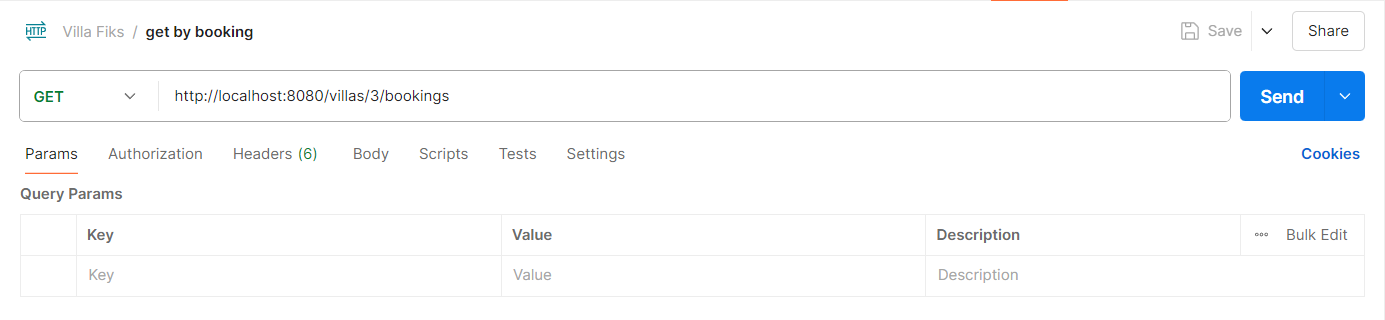 HTTP Villa Fiks / get by booking Save Share
GET http://localhost:8080/villas/3/bookings Send
Params Authorization Headers (6) Body Scripts Tests Settings Cookies
Query Params
Key Value Description Bulk Edit
Key Value Description